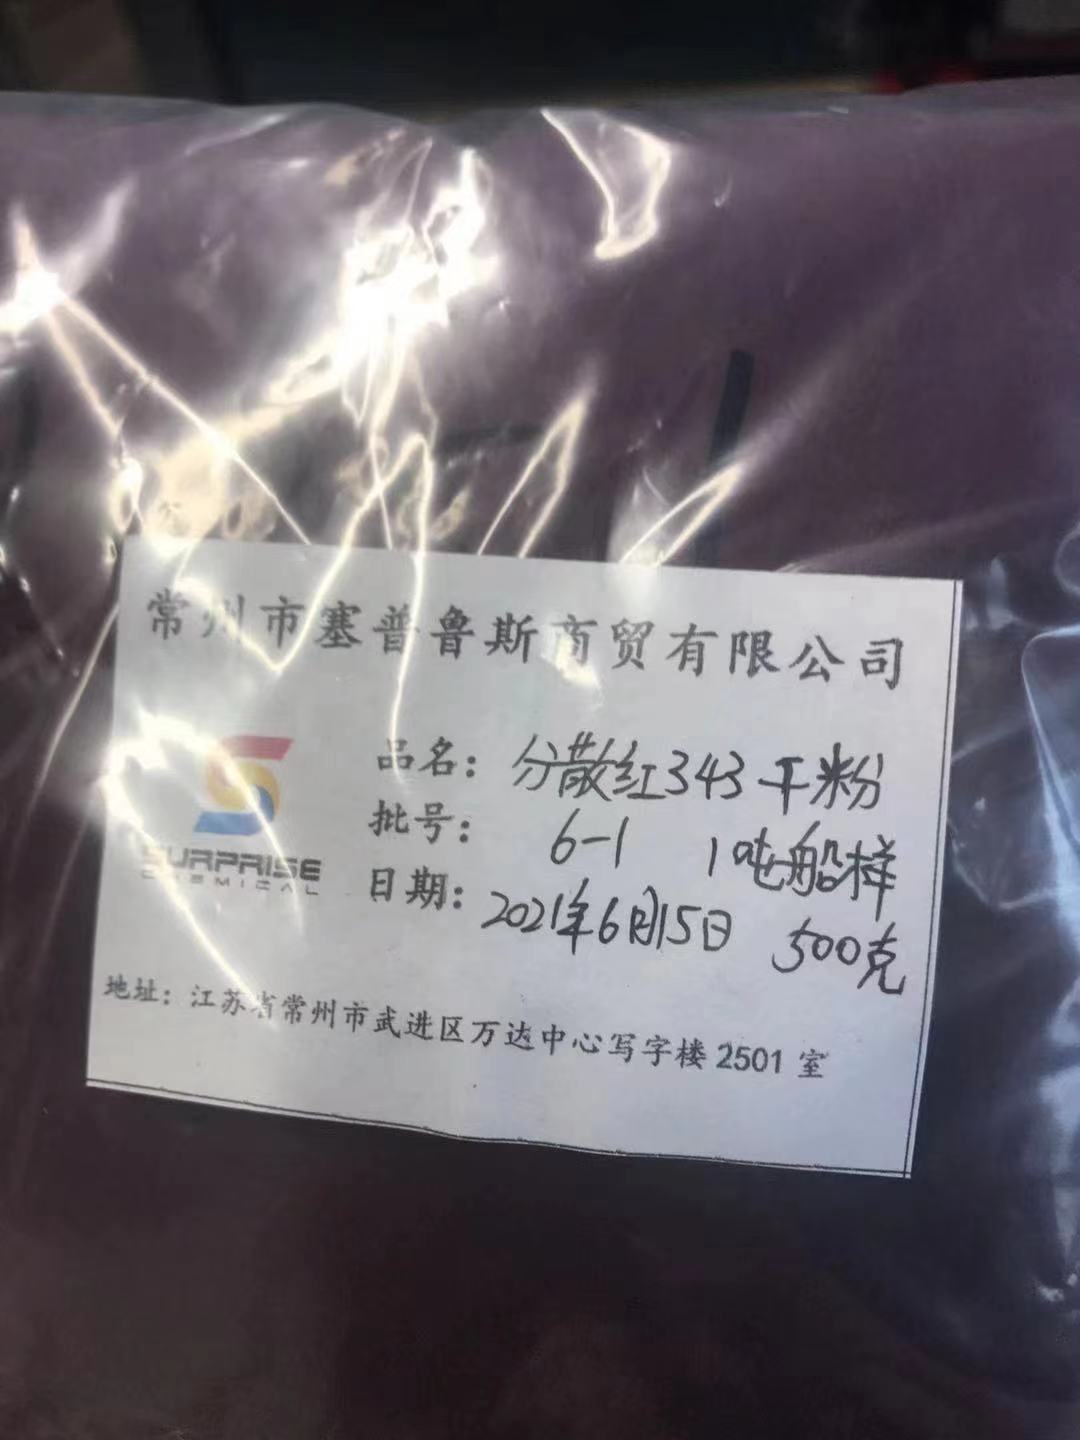 常州市塞普鲁斯商贸有限公司
SURPRISE
CHEMICAL
品名：分散红343干粉
批号：6-1 1吨船样
日期：2021年6月15日 500克
地址：江苏省常州市武进区万达中心写字楼2501室